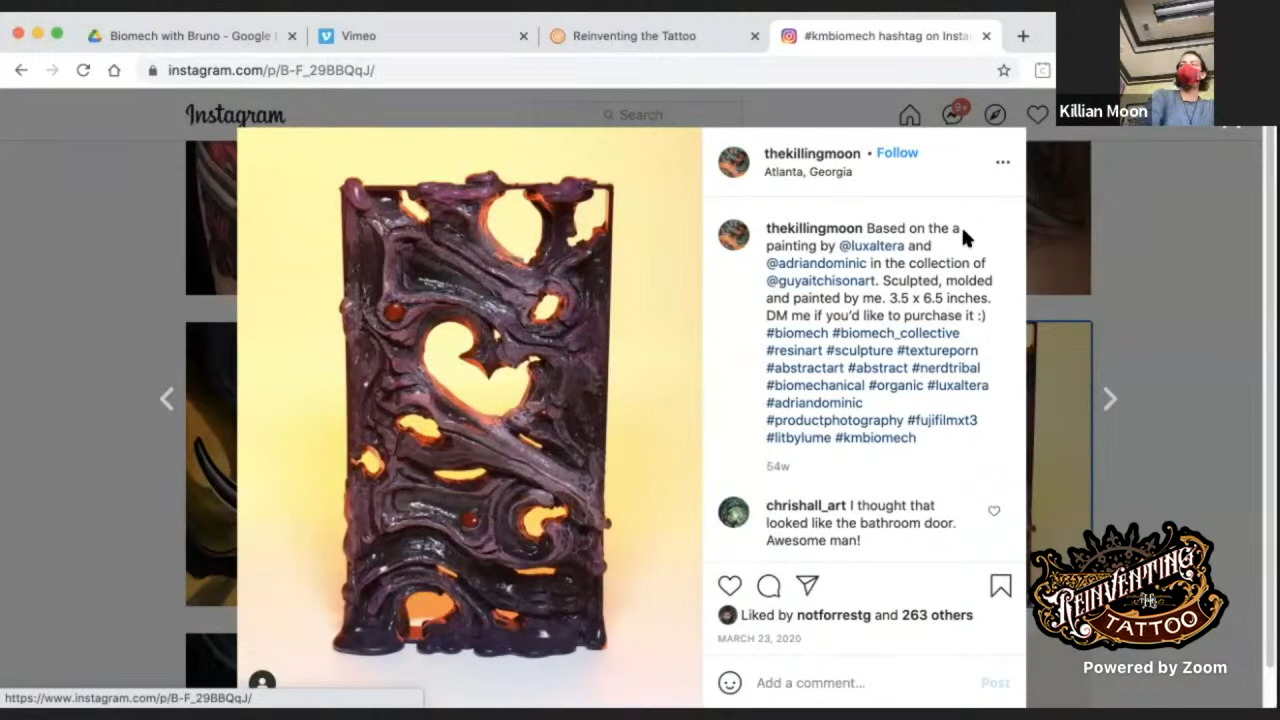 Biomech with Bruno - Google
Vimeo
Reinventing the Tattoo
#kmbiomech hashtag on Insta
instagram.com/p/B-F_29BBQqJ/
Killian Moon
Instagram
Search
9+
thekillingmoon • Follow
Atlanta, Georgia
thekillingmoon Based on the a
painting by @luxaltera and
@adriandominic in the collection of
@guyaitchisonart. Sculpted, molded
and painted by me. 3.5 x 6.5 inches.
DM me if you'd like to purchase it :)
#biomech #biomech_collective
#resinart #sculpture #textureporn
#abstractart #abstract #nerdtribal
#biomechanical #organic #luxaltera
#adriandominic
#productphotography #fujifilmxt3
#litbylume #kmbiomech
54w
chrishall_art I thought that
looked like the bathroom door.
Awesome man!
Liked by notforrestg and 263 others
MARCH 23, 2020
Add a comment...
Post
REINVENTING
THE
TATTOO
Powered by Zoom
https://www.instagram.com/p/B-F_29BBQqJ/